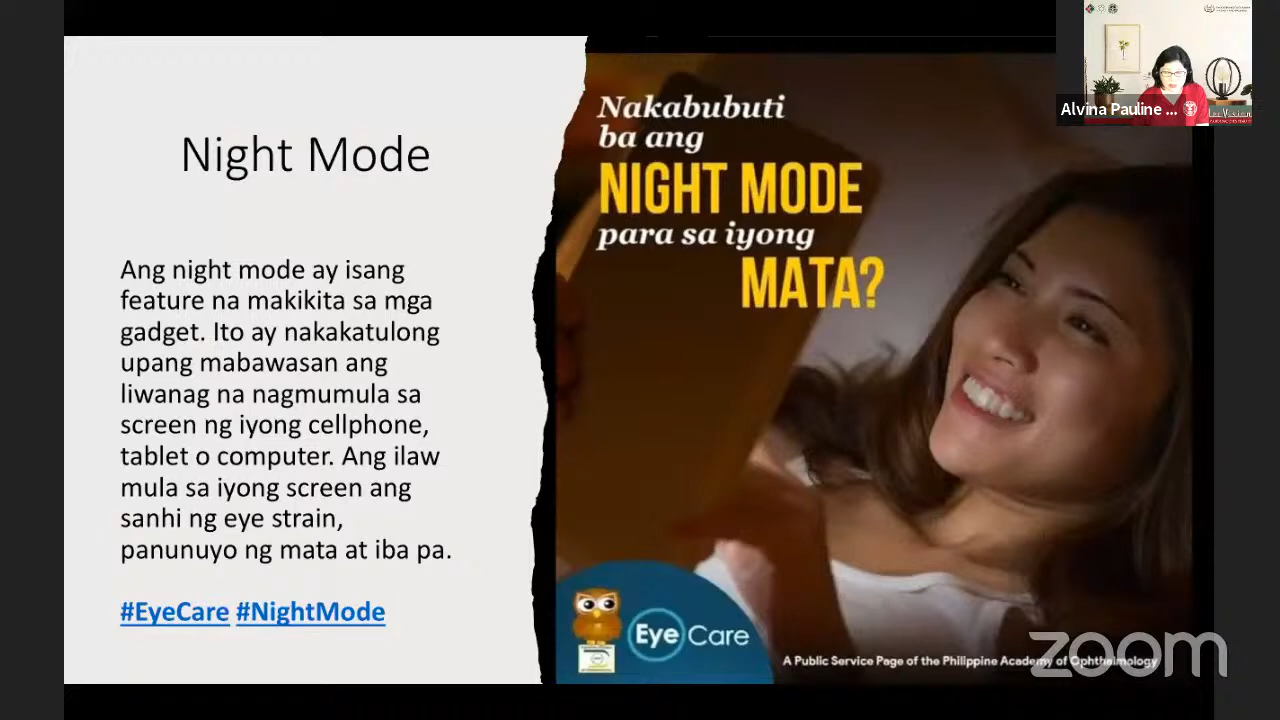 Night Mode
Ang night mode ay isang
feature na makikita sa mga
gadget. Ito ay nakakatulong
upang mabawasan ang
liwanag na nagmumula sa
screen ng iyong cellphone,
tablet o computer. Ang ilaw
mula sa iyong screen ang
sanhi ng eye strain,
panunuyo ng mata at iba pa.
#EyeCare #NightMode
Nakabubuti
ba ang
NIGHT MODE
para sa iyong
MATA?
Eye Care
A Public Service Page of the Philippine Academy of Ophthalmology
Alvina Pauline ...
zoom